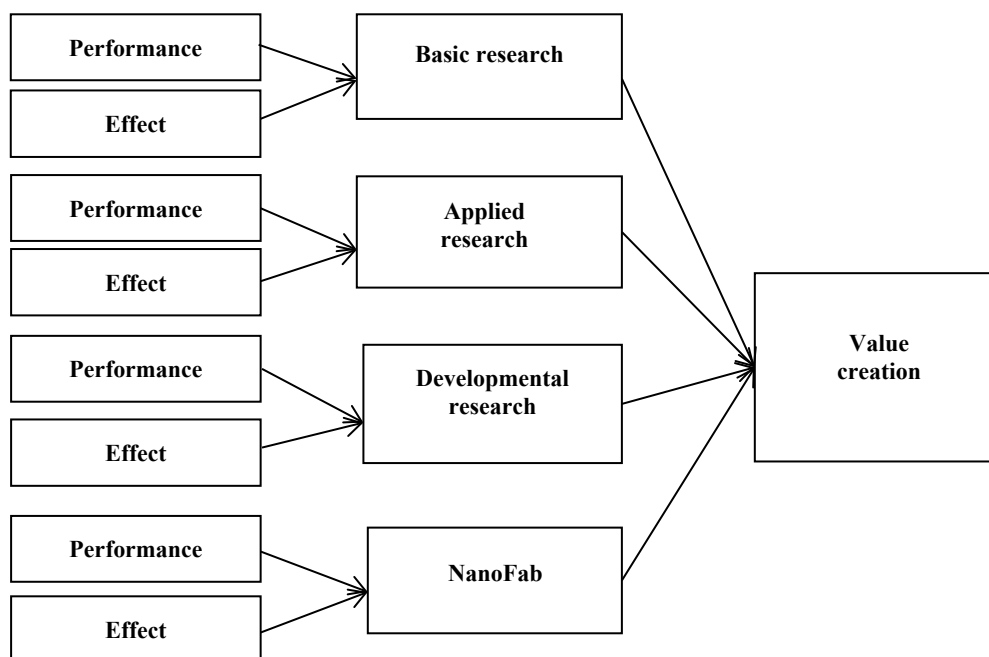 Performance
Effect
Basic research
Performance
Effect
Applied
research
Performance
Effect
Developmental
research
Performance
Effect
NanoFab
Value
creation